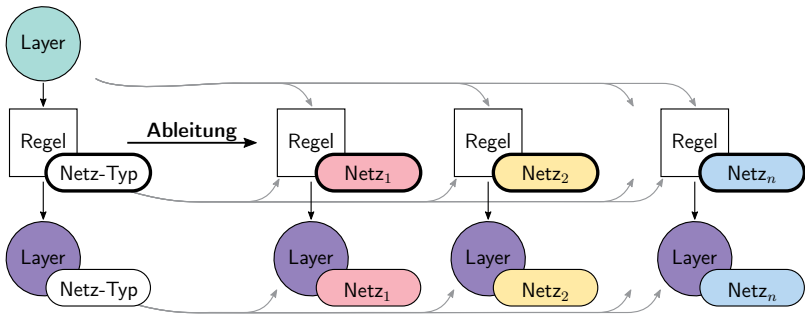 Layer
Regel
Netz-Typ
Ableitung
Regel
Netz₁
Regel
Netz₂
Regel
Netzₙ
Layer
Netz-Typ
Layer
Netz₁
Layer
Netz₂
Layer
Netzₙ